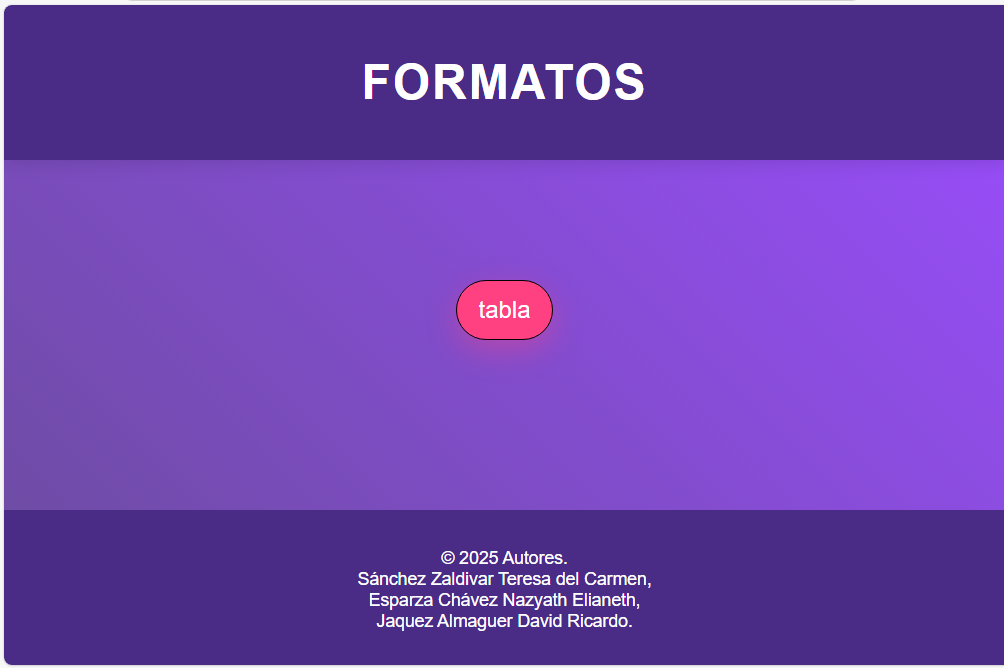 FORMATOS
tabla
© 2025 Autores.
Sánchez Zaldivar Teresa del Carmen,
Esparza Chávez Nazyath Elianeth,
Jaquez Almaguer David Ricardo.